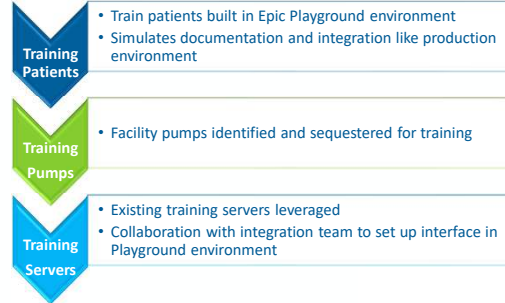 Training
Patients
• Train patients built in Epic Playground environment
• Simulates documentation and integration like production
environment
Training
Pumps
• Facility pumps identified and sequestered for training
Training
Servers
• Existing training servers leveraged
• Collaboration with integration team to set up interface in
Playground environment